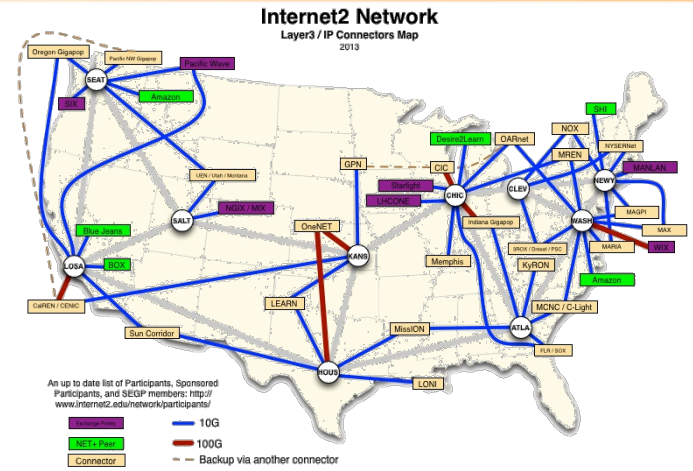 Internet2 Network
Layer3 / IP Connectors Map
2013
Oregon Gigapop
Pacific NW Gigapop
Pacific Wave
SEAT
SIX
Amazon
SHI
NOX
Desire2Learn
OARnet
NYSERNet
MREN
GPN
CIC
MANLAN
UEN / Utah / Montana
Starlight
CHIC
CLEV
NEWY
LHCONE
NGIX / MIX
SALT
Indiana Gigapop
WASH
MAGPI
OneNET
MAX
Blue Jeans
3ROX / Drexel / PSC
MARIA
WIX
LOSA
BOX
KANS
Memphis
KyRON
Amazon
CalREN / CENIC
LEARN
MCNC / C-Light
Sun Corridor
MissION
ATLA
FLR / SOX
HOUS
LONI
An up to date list of Participants, Sponsored
Participants, and SEGP members: http://
www.internet2.edu/network/participants/
Exchange Points
10G
NET+ Peer
100G
Connector
Backup via another connector